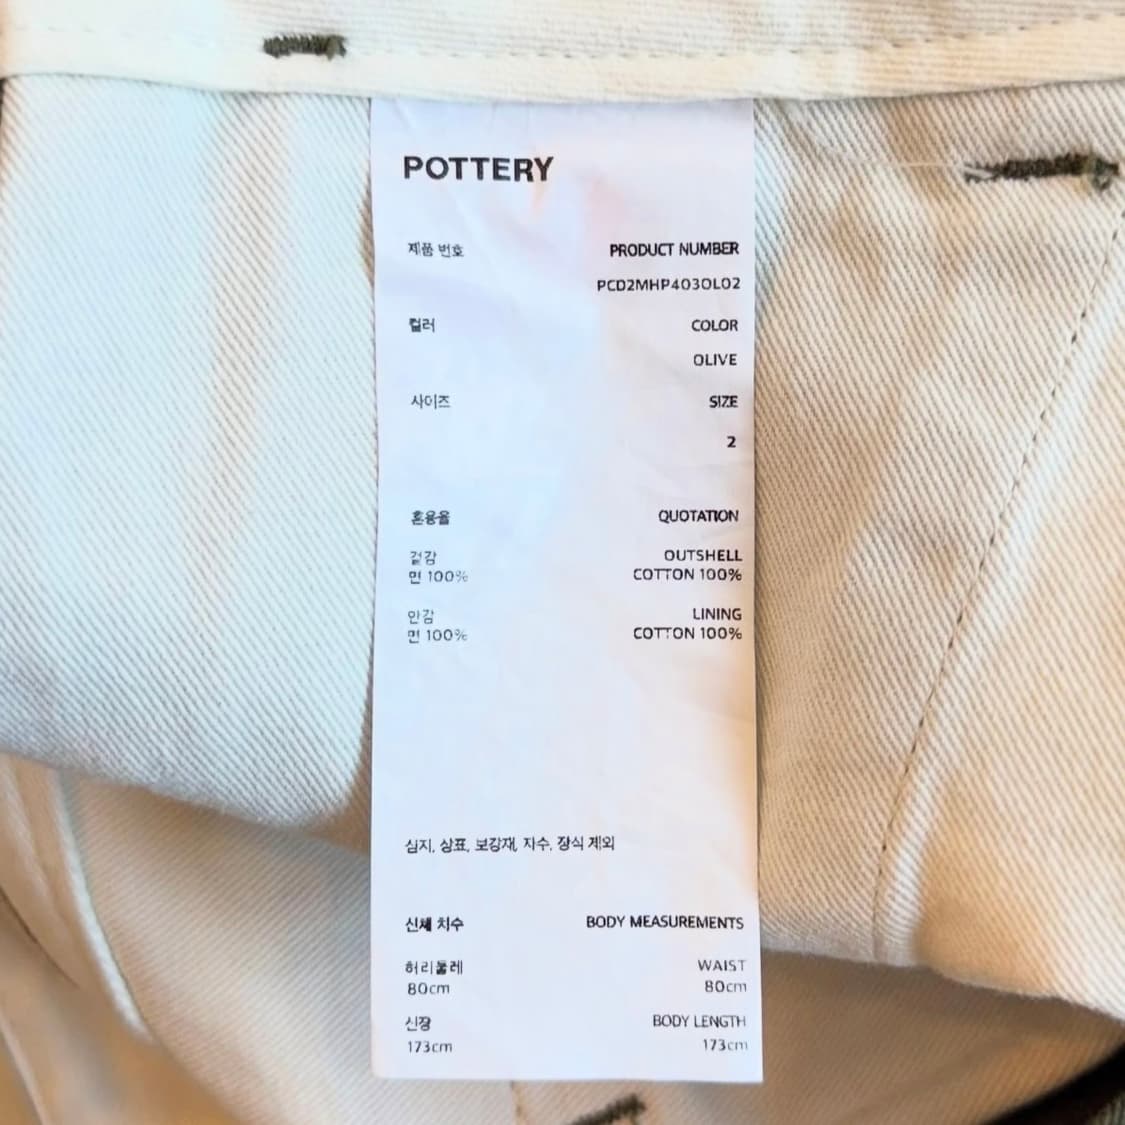 POTTERY
제품 번호 PRODUCT NUMBER
PCD2MHP403OL02
컬러 COLOR
OLIVE
사이즈 SIZE
2
혼용율 QUOTATION
겉감 OUTSHELL
면 100% COTTON 100%
안감 LINING
면 100% COTTON 100%
심지, 상표, 보강재, 자수, 장식 제외
신체 치수 BODY MEASUREMENTS
허리둘레 WAIST
80cm 80cm
신장 BODY LENGTH
173cm 173cm